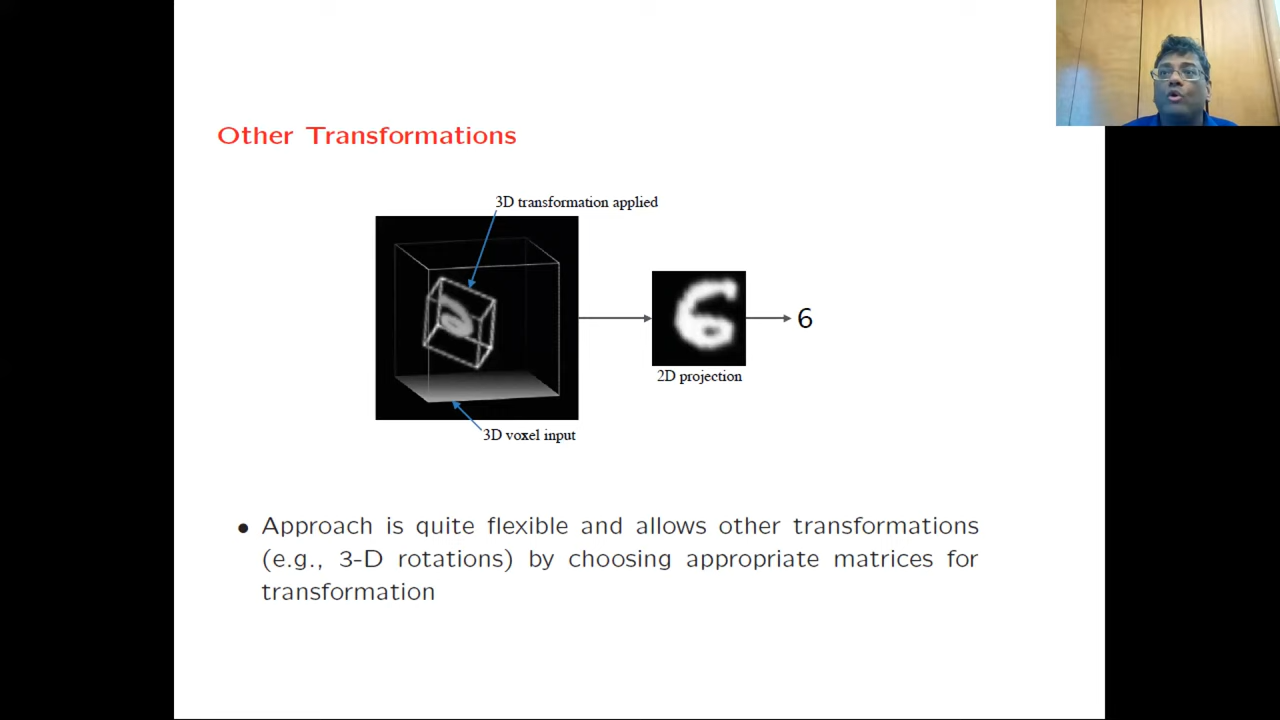 Other Transformations
3D transformation applied
6
2D projection
3D voxel input
• Approach is quite flexible and allows other transformations
(e.g., 3-D rotations) by choosing appropriate matrices for
transformation